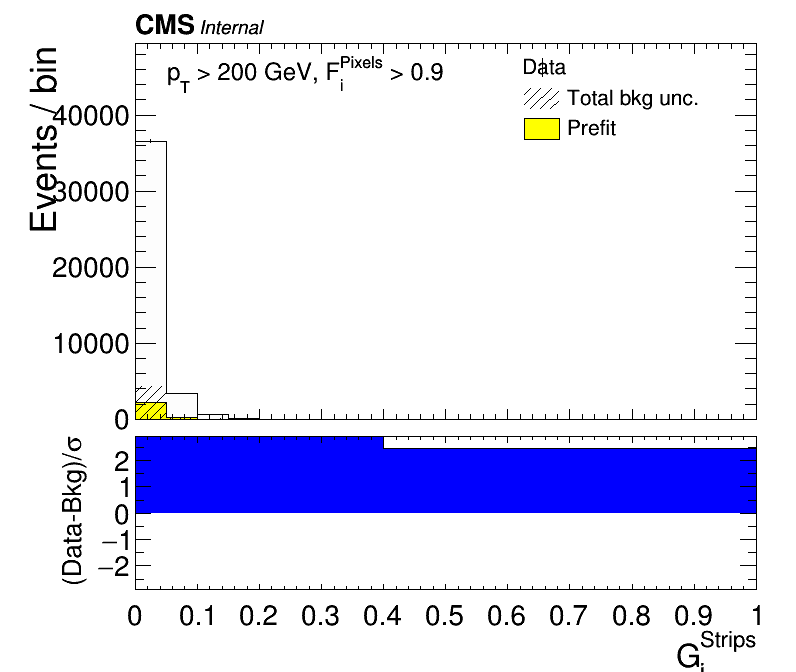 CMS Internal
p_T > 200 GeV, F_i^Pixels > 0.9
Data
Total bkg unc.
Prefit
Events / bin
40000
30000
20000
10000
0
(Data-Bkg)/σ
2
1
0
−1
−2
0 0.1 0.2 0.3 0.4 0.5 0.6 0.7 0.8 0.9 1
G_i^Strips